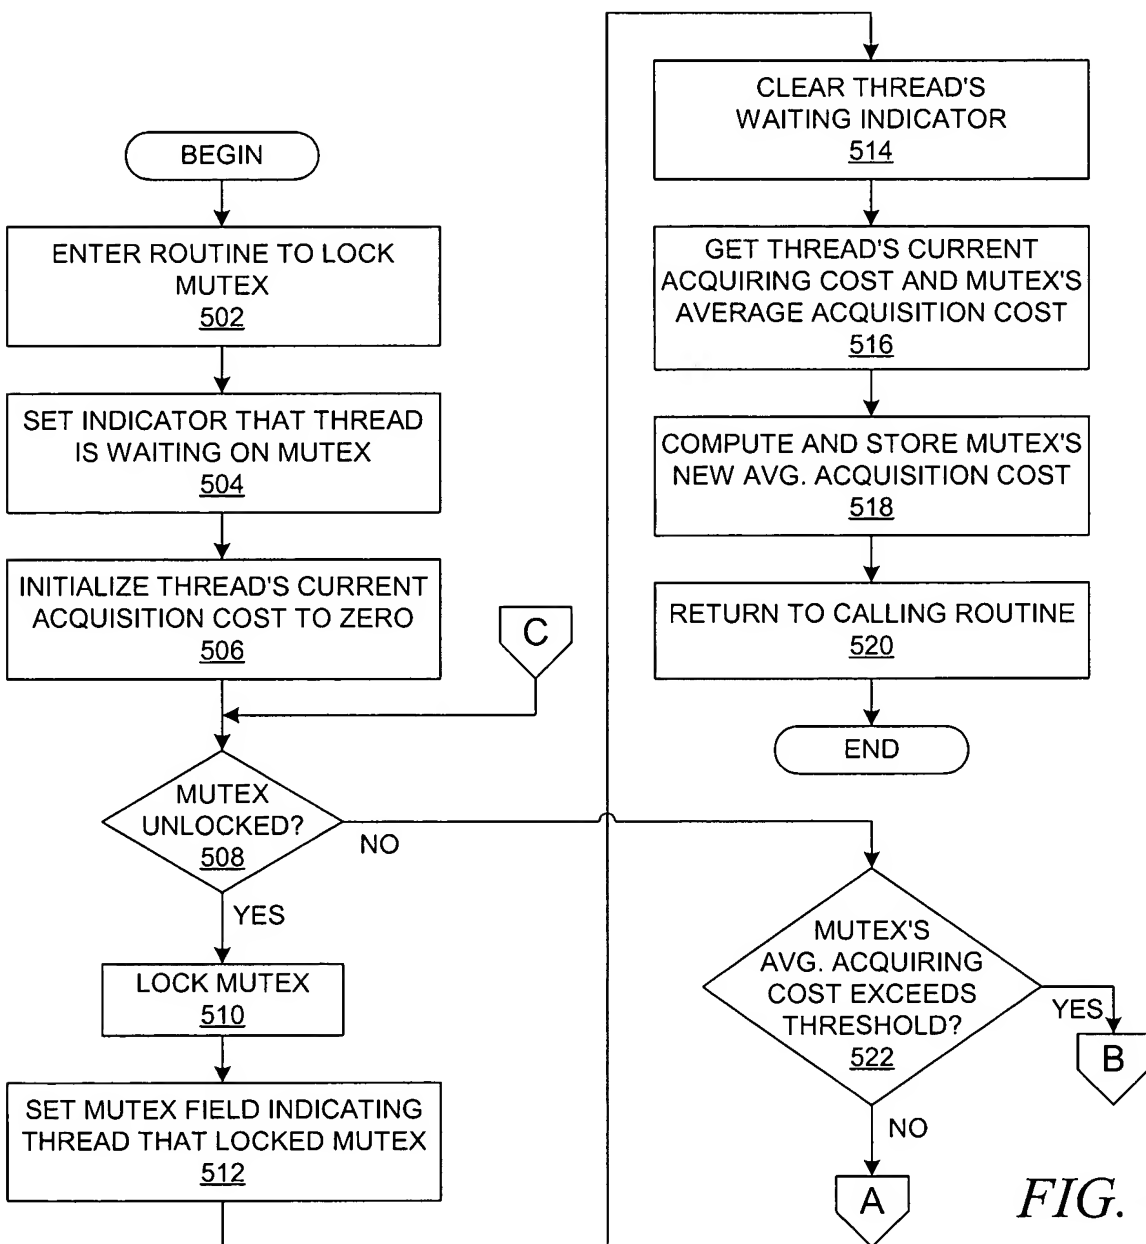 BEGIN
ENTER ROUTINE TO LOCK
MUTEX
502
SET INDICATOR THAT THREAD
IS WAITING ON MUTEX
504
INITIALIZE THREAD'S CURRENT
ACQUISITION COST TO ZERO
506
C
MUTEX
UNLOCKED?
508
NO
YES
LOCK MUTEX
510
SET MUTEX FIELD INDICATING
THREAD THAT LOCKED MUTEX
512
CLEAR THREAD'S
WAITING INDICATOR
514
GET THREAD'S CURRENT
ACQUIRING COST AND MUTEX'S
AVERAGE ACQUISITION COST
516
COMPUTE AND STORE MUTEX'S
NEW AVG. ACQUISITION COST
518
RETURN TO CALLING ROUTINE
520
END
MUTEX'S
AVG. ACQUIRING
COST EXCEEDS
THRESHOLD?
522
YES
B
NO
A
FIG.